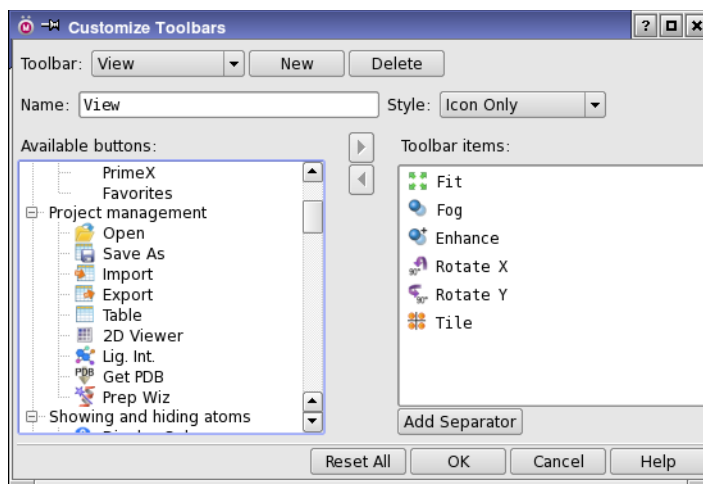 Customize Toolbars
Toolbar: View New Delete
Name: View Style: Icon Only
Available buttons: Toolbar items:
PrimeX
Favorites
Project management
Open
Save As
Import
Export
Table
2D Viewer
Lig. Int.
PDB Get PDB
Prep Wiz
Showing and hiding atoms
Fit
Fog
Enhance
90° Rotate X
90° Rotate Y
Tile
Add Separator
Reset All OK Cancel Help